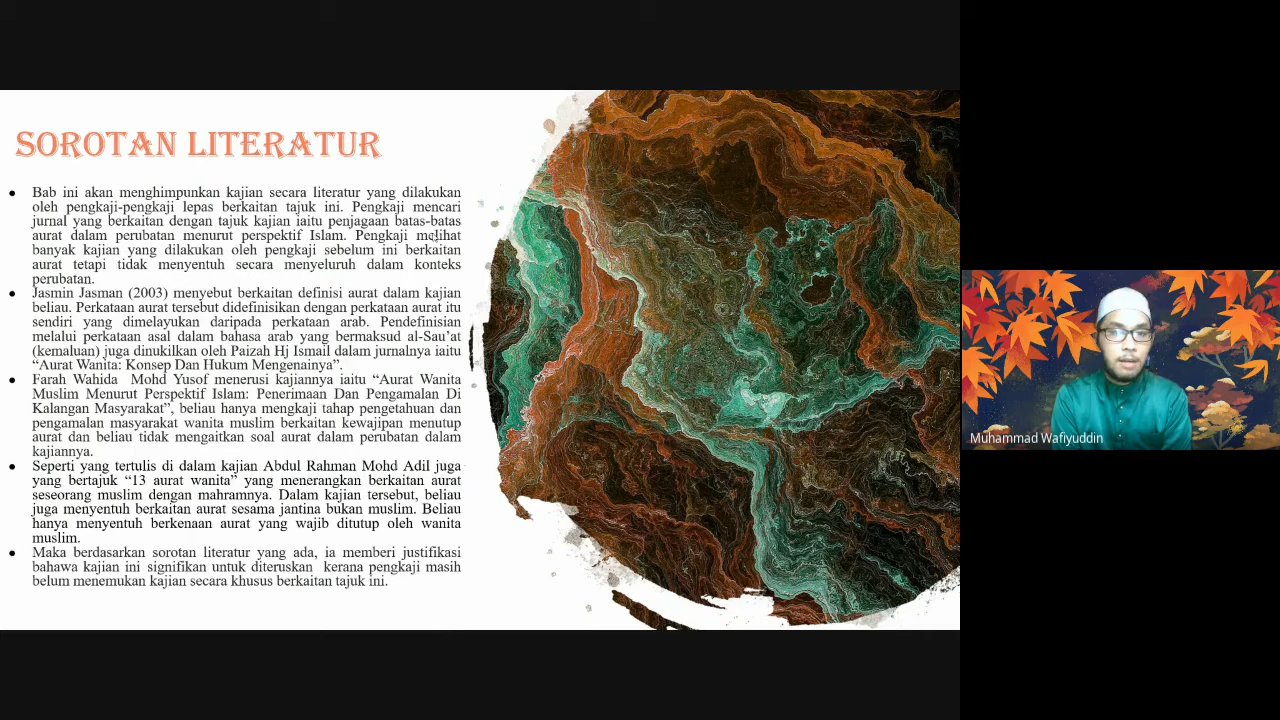 SOROTAN LITERATUR
● Bab ini akan menghimpunkan kajian secara literatur yang dilakukan
oleh pengkaji-pengkaji lepas berkaitan tajuk ini. Pengkaji mencari
jurnal yang berkaitan dengan tajuk kajian iaitu penjagaan batas-batas
aurat dalam perubatan menurut perspektif Islam. Pengkaji melihat
banyak kajian yang dilakukan oleh pengkaji sebelum ini berkaitan
aurat tetapi tidak menyentuh secara menyeluruh dalam konteks
perubatan.
● Jasmin Jasman (2003) menyebut berkaitan definisi aurat dalam kajian
beliau. Perkataan aurat tersebut didefinisikan dengan perkataan aurat itu
sendiri yang dimelayukan daripada perkataan arab. Pendefinisian
melalui perkataan asal dalam bahasa arab yang bermaksud al-Sau’at
(kemaluan) juga dinukilkan oleh Paizah Hj Ismail dalam jurnalnya iaitu
“Aurat Wanita: Konsep Dan Hukum Mengenainya”.
● Farah Wahida Mohd Yusof menerusi kajiannya iaitu “Aurat Wanita
Muslim Menurut Perspektif Islam: Penerimaan Dan Pengamalan Di
Kalangan Masyarakat”, beliau hanya mengkaji tahap pengetahuan dan
pengamalan masyarakat wanita muslim berkaitan kewajipan menutup
aurat dan beliau tidak mengaitkan soal aurat dalam perubatan dalam
kajiannya.
● Seperti yang tertulis di dalam kajian Abdul Rahman Mohd Adil juga
yang bertajuk “13 aurat wanita” yang menerangkan berkaitan aurat
seseorang muslim dengan mahramnya. Dalam kajian tersebut, beliau
juga menyentuh berkaitan aurat sesama jantina bukan muslim. Beliau
hanya menyentuh berkenaan aurat yang wajib ditutup oleh wanita
muslim.
● Maka berdasarkan sorotan literatur yang ada, ia memberi justifikasi
bahawa kajian ini signifikan untuk diteruskan kerana pengkaji masih
belum menemukan kajian secara khusus berkaitan tajuk ini.
Muhammad Wafiyuddin